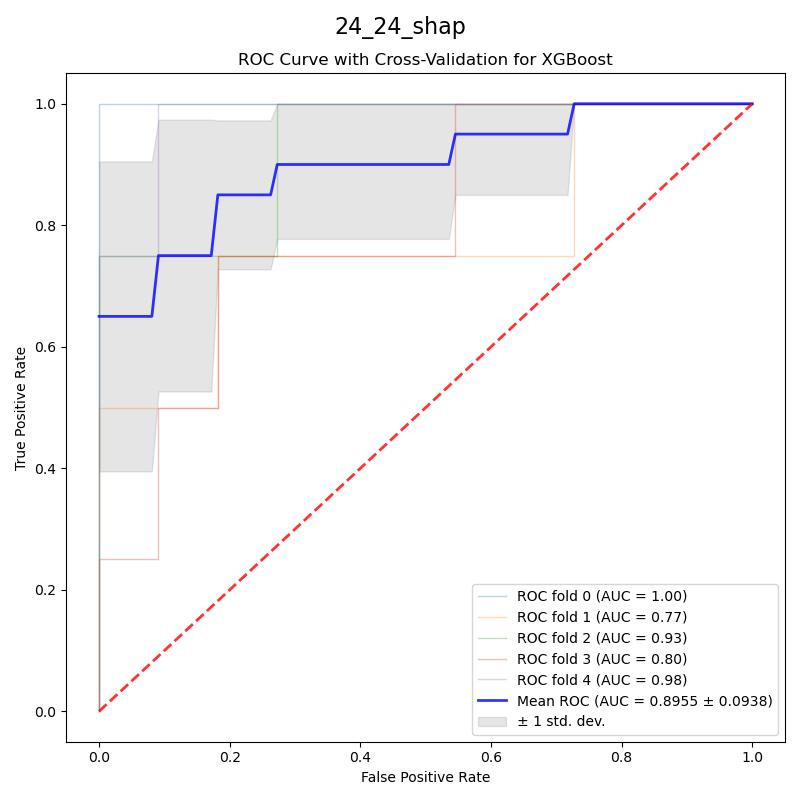 24_24_shap
ROC Curve with Cross-Validation for XGBoost
True Positive Rate
1.0
0.8
0.6
0.4
0.2
0.0
0.0 0.2 0.4 0.6 0.8 1.0
False Positive Rate
ROC fold 0 (AUC = 1.00)
ROC fold 1 (AUC = 0.77)
ROC fold 2 (AUC = 0.93)
ROC fold 3 (AUC = 0.80)
ROC fold 4 (AUC = 0.98)
Mean ROC (AUC = 0.8955 ± 0.0938)
± 1 std. dev.